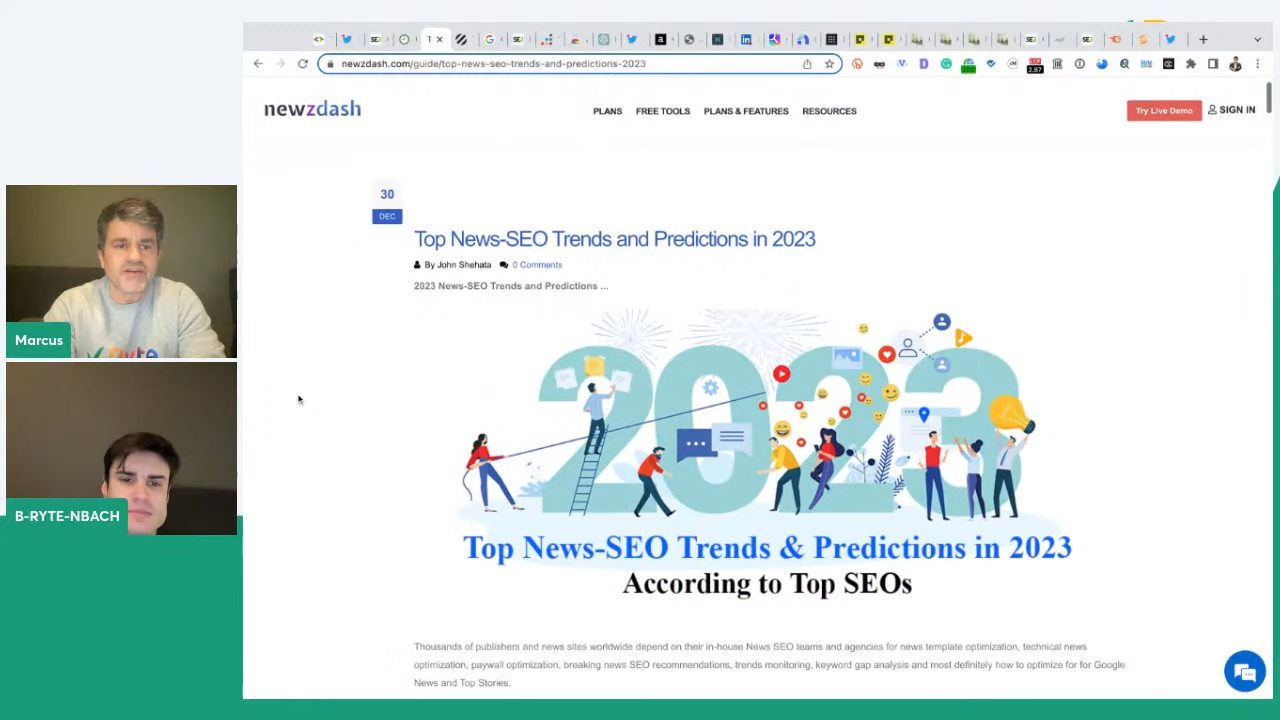 newzdash.com/guide/top-news-seo-trends-and-predictions-2023
newzdash
PLANS
FREE TOOLS
PLANS & FEATURES
RESOURCES
Try Live Demo
SIGN IN
30
DEC
Top News-SEO Trends and Predictions in 2023
By John Shehata
0 Comments
2023 News-SEO Trends and Predictions ...
2023
Top News-SEO Trends & Predictions in 2023
According to Top SEOs
Thousands of publishers and news sites worldwide depend on their in-house News SEO teams and agencies for news template optimization, technical news
optimization, paywall optimization, breaking news SEO recommendations, trends monitoring, keyword gap analysis and most definitely how to optimize for for Google
News and Top Stories.
Marcus
B-RYTE-NBACH